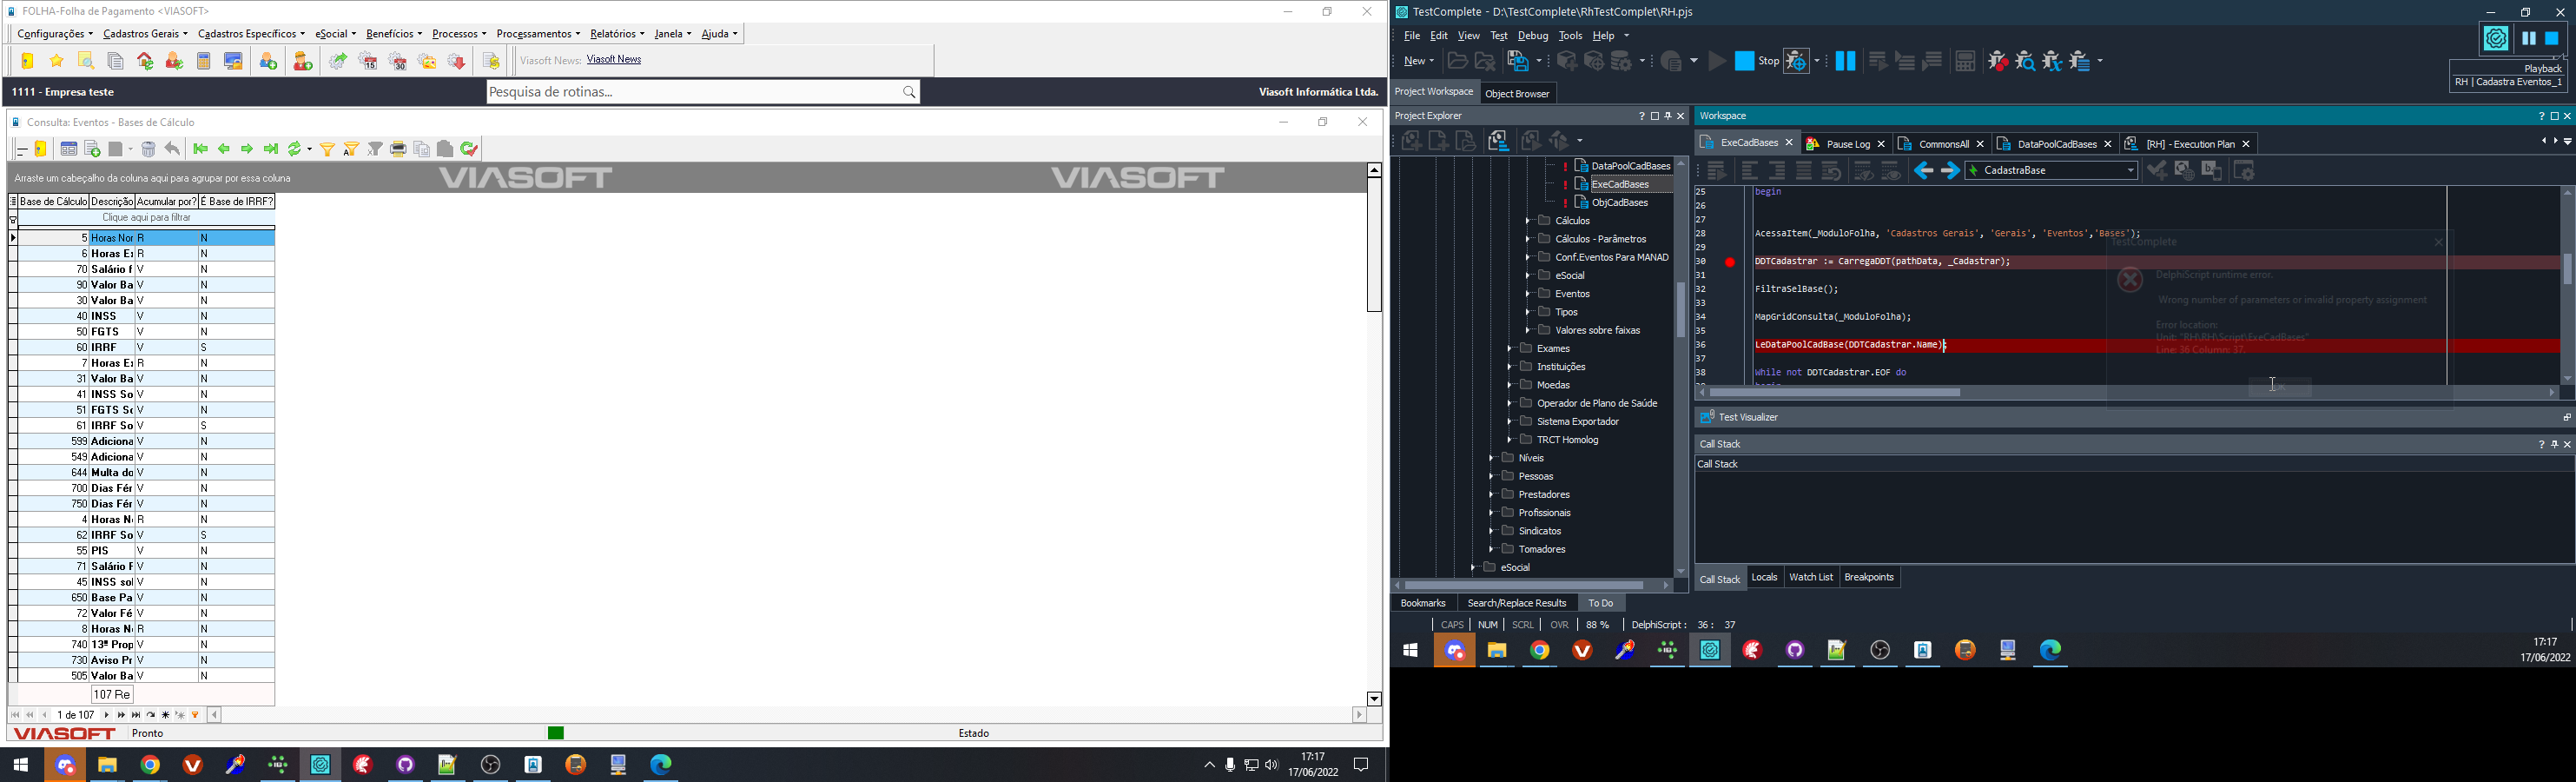 FOLHA-Folha de Pagamento <VIASOFT>
Configurações Cadastros Gerais Cadastros Específicos eSocial Benefícios Processos Processamentos Relatórios Janela Ajuda
Viasoft News: Viasoft News
1111 - Empresa teste
Pesquisa de rotinas...
Viasoft Informática Ltda.
Consulta: Eventos - Bases de Cálculo
Arraste um cabeçalho da coluna aqui para agrupar por essa coluna
VIASOFT VIASOFT
Base de Cálculo Descrição Acumular por? É Base de IRRF?
Clique aqui para filtrar
5 Horas Nor R N
6 Horas E R N
70 Salário f V N
90 Valor Ba V N
30 Valor Ba V N
40 INSS V N
50 FGTS V N
60 IRRF V S
7 Horas E R N
31 Valor Ba V N
41 INSS So V N
51 FGTS So V N
61 IRRF So V S
599 Adiciona V N
549 Adiciona V N
644 Multa do V N
700 Dias Fér V N
750 Dias Fér V N
4 Horas N R N
62 IRRF So V S
55 PIS V N
71 Salário F V N
45 INSS sol V N
650 Base Pa V N
72 Valor Fé V N
8 Horas N R N
740 13º Prop V N
730 Aviso Pr V N
505 Valor Ba V N
107 Re
1 de 107
VIASOFT Pronto
Estado
17:17
17/06/2022
TestComplete - D:\TestComplete\RhTestComplet\RH.pjs
File Edit View Test Debug Tools Help
New
Stop
Playback
RH | Cadastra Eventos_1
Project Workspace Object Browser
Project Explorer
DataPoolCadBases
ExeCadBases
ObjCadBases
Cálculos
Cálculos - Parâmetros
Conf.Eventos Para MANAD
eSocial
Eventos
Tipos
Valores sobre faixas
Exames
Instituições
Moedas
Operador de Plano de Saúde
Sistema Exportador
TRCT Homolog
Níveis
Pessoas
Prestadores
Profissionais
Sindicatos
Tomadores
eSocial
Bookmarks Search/Replace Results To Do
Workspace
ExeCadBases Pause Log CommonsAll DataPoolCadBases [RH] - Execution Plan
CadastraBase
25 begin
26
27
28 AcessaItem(_ModuloFolha, 'Cadastros Gerais', 'Gerais', 'Eventos','Bases');
29
30 DDTCadastrar := CarregaDDT(pathData, _Cadastrar);
31
32 FiltraSelBase();
33
34 MapGridConsulta(_ModuloFolha);
35
36 LeDataPoolCadBase(DDTCadastrar.Name);
37
38 While not DDTCadastrar.EOF do
TestComplete
DelphiScript runtime error.
Wrong number of parameters or invalid property assignment
Error location:
Unit: "RH\RH\Script\ExeCadBases"
Line: 36 Column: 37.
Test Visualizer
Call Stack
Call Stack
Call Stack Locals Watch List Breakpoints
CAPS NUM SCRL OVR 88 % DelphiScript : 36 : 37
17:17
17/06/2022